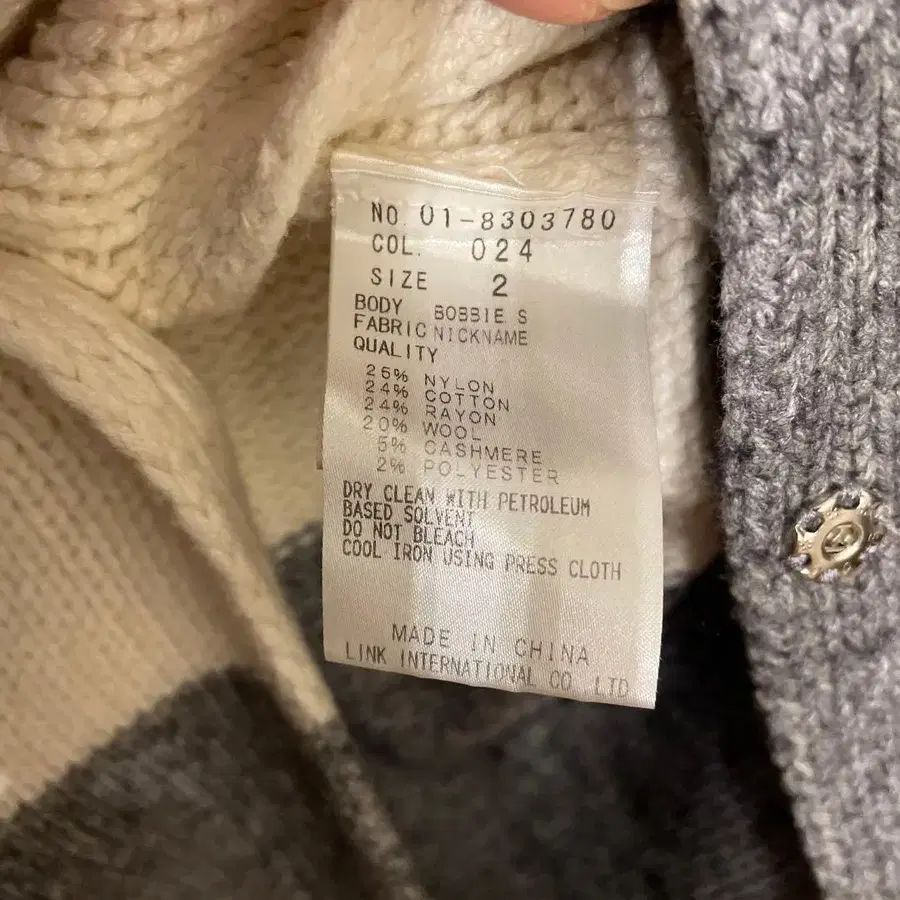 NO. 01-8303780
COL. 024
SIZE 2
BODY BOBBIE S
FABRIC NICKNAME
QUALITY
25% NYLON
24% COTTON
24% RAYON
20% WOOL
5% CASHMERE
2% POLYESTER
DRY CLEAN WITH PETROLEUM
BASED SOLVENT
DO NOT BLEACH
COOL IRON USING PRESS CLOTH
MADE IN CHINA
LINK INTERNATIONAL CO. LTD